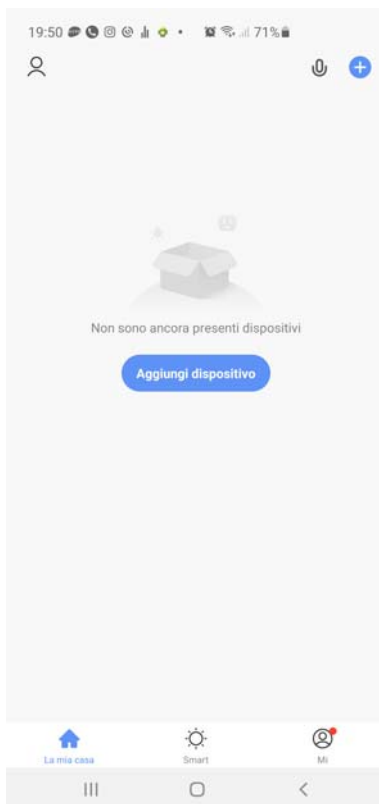 19:50 71%
Non sono ancora presenti dispositivi
Aggiungi dispositivo
La mia casa Smart Mi